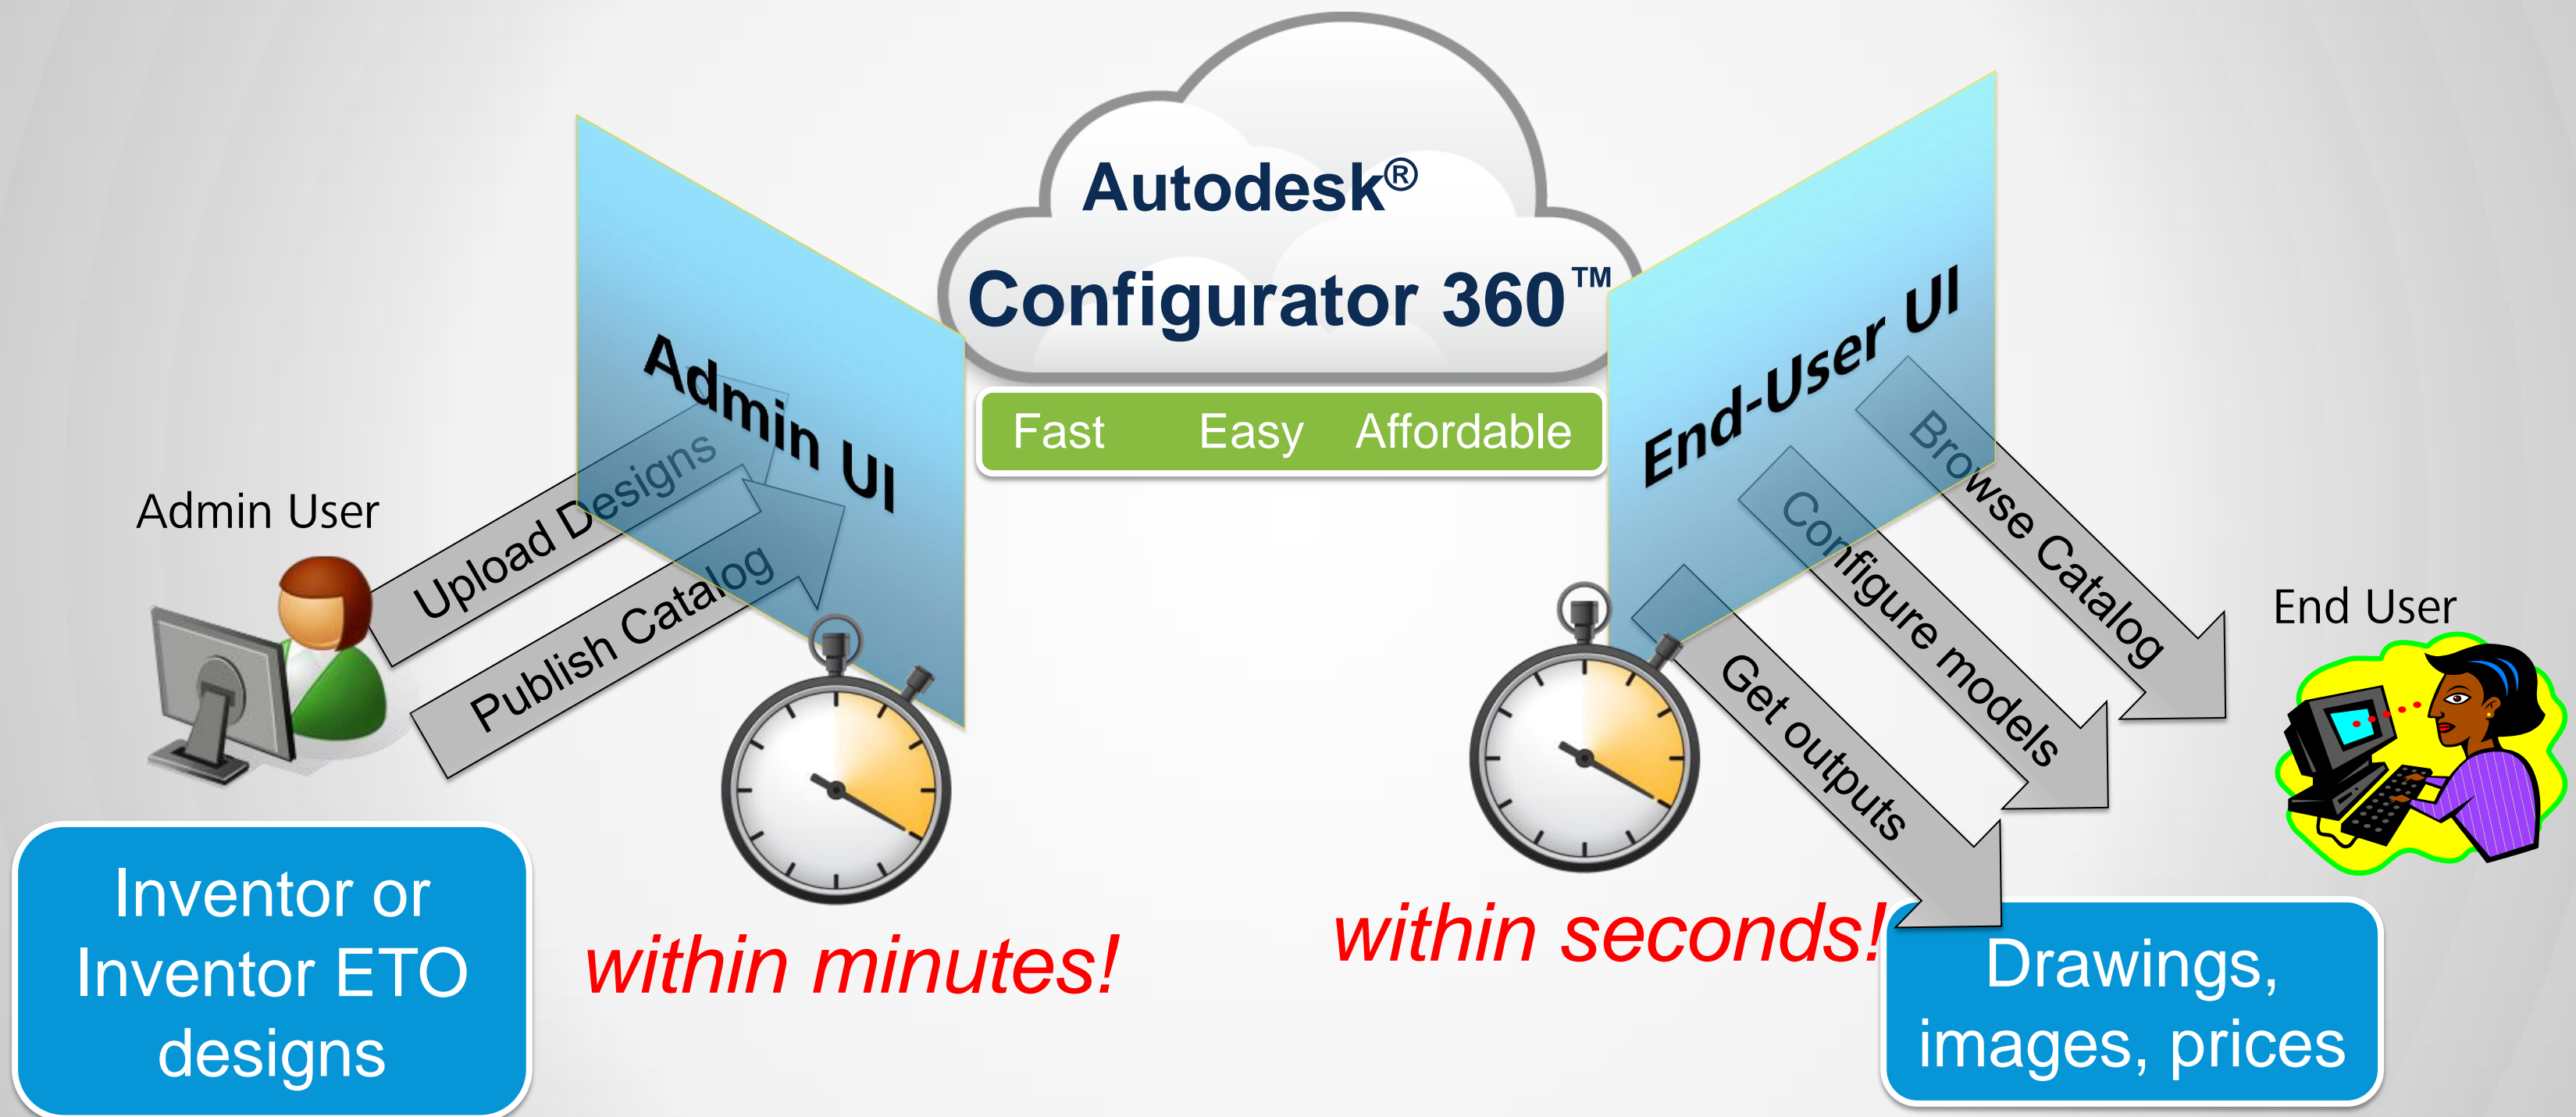 Autodesk®
Configurator 360™
Fast Easy Affordable
Admin UI
End-User UI
Admin User
Upload Designs
Publish Catalog
Browse Catalog
Configure models
Get outputs
End User
Inventor or
Inventor ETO
designs
within minutes!
within seconds!
Drawings,
images, prices